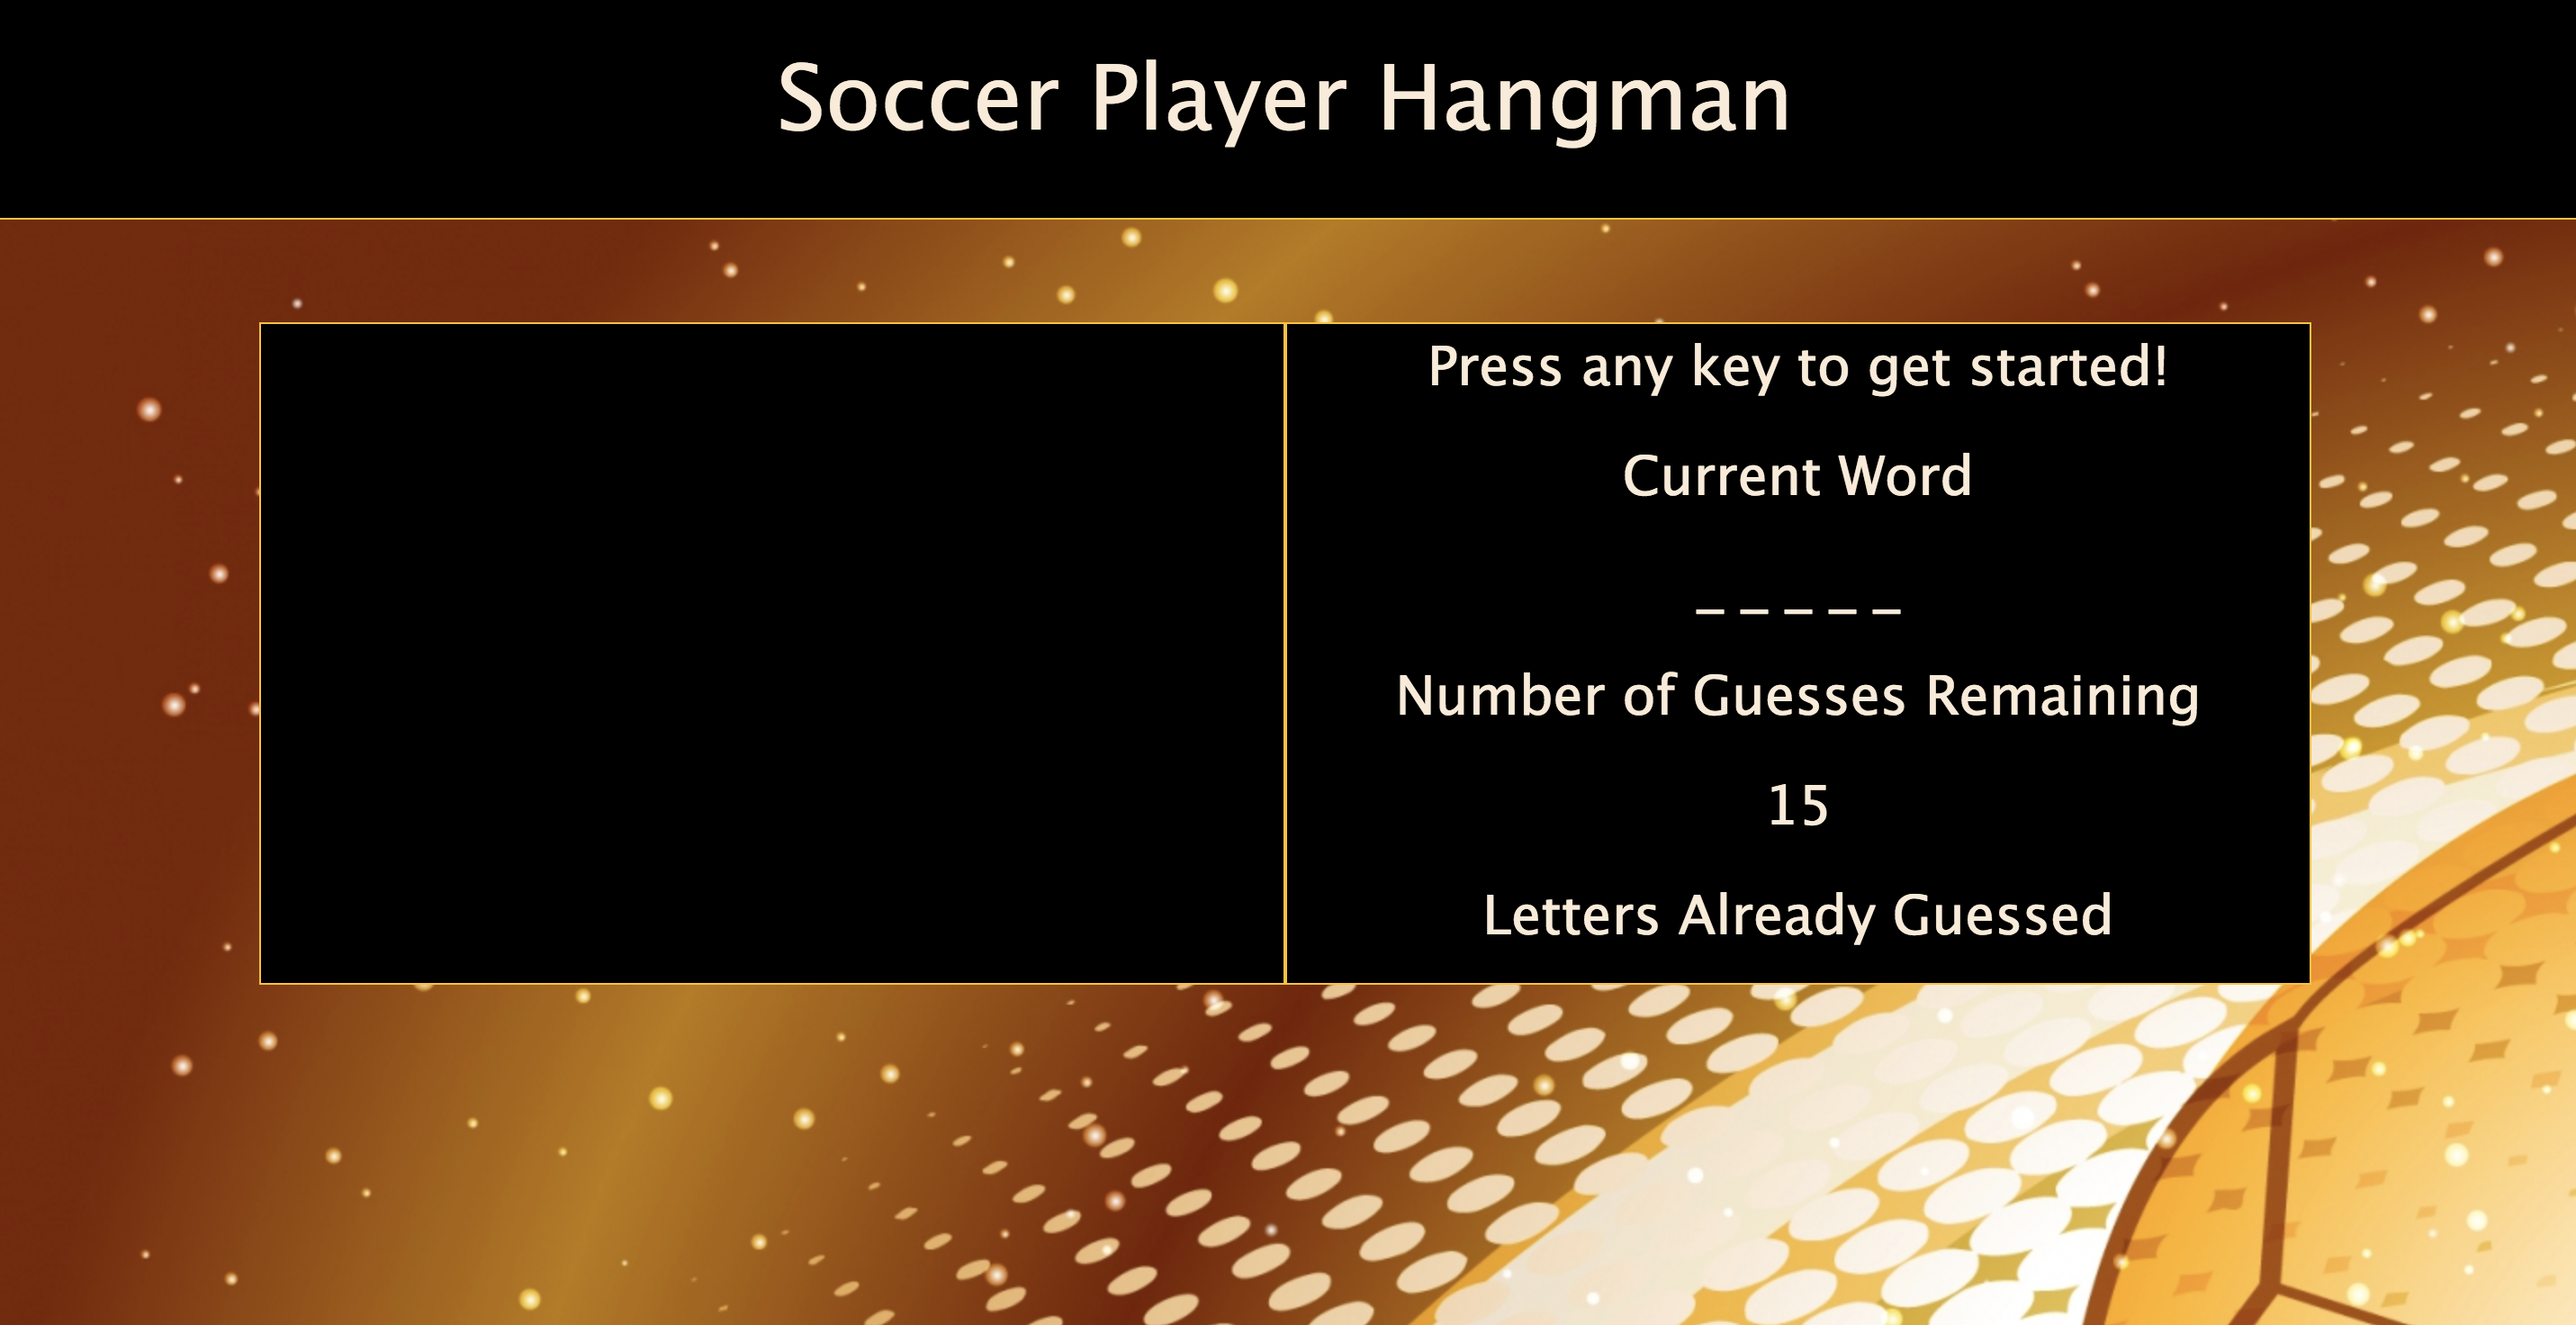 Soccer Player Hangman
Press any key to get started!
Current Word
_ _ _ _ _
Number of Guesses Remaining
15
Letters Already Guessed